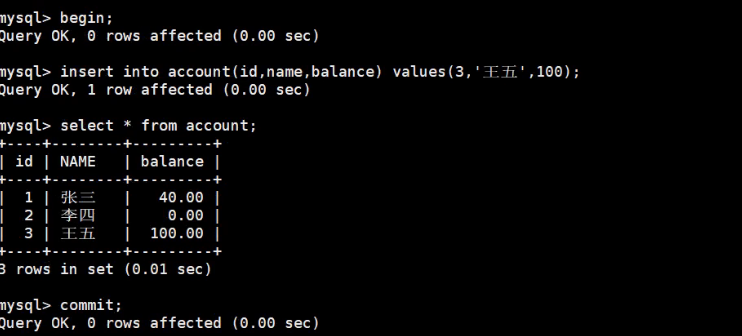 mysql> begin;
Query OK, 0 rows affected (0.00 sec)
mysql> insert into account(id,name,balance) values(3,'王五',100);
Query OK, 1 row affected (0.00 sec)
mysql> select * from account;
+----+--------+---------+
| id | NAME   | balance |
+----+--------+---------+
|  1 | 张三   |   40.00 |
|  2 | 李四   |    0.00 |
|  3 | 王五   |  100.00 |
+----+--------+---------+
3 rows in set (0.01 sec)
mysql> commit;
Query OK, 0 rows affected (0.00 sec)